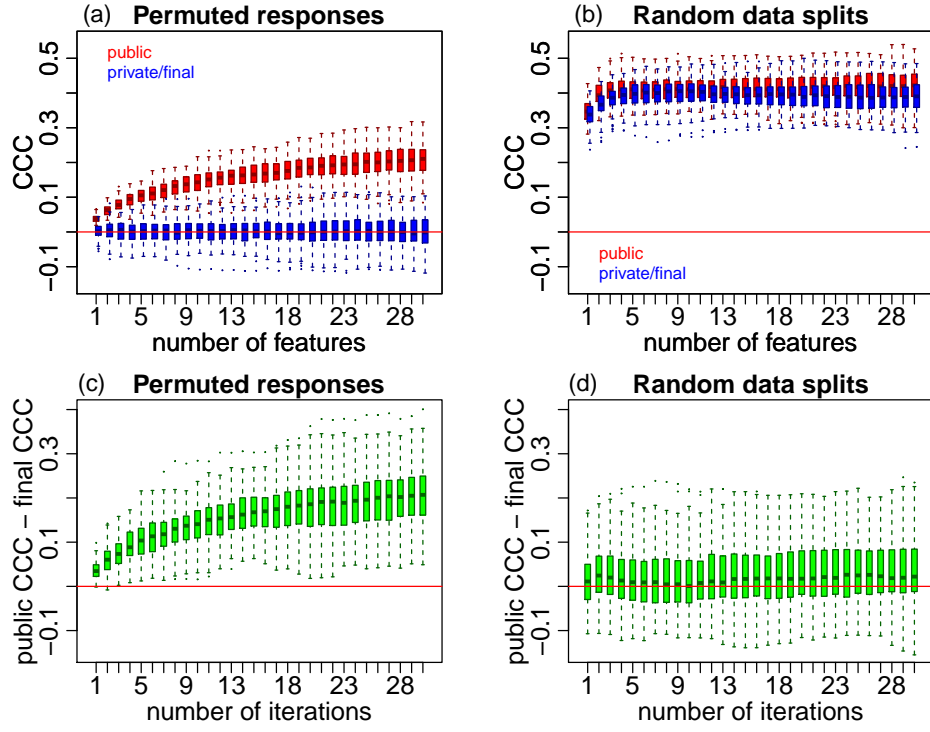 (a) Permuted responses
public
private/final
CCC
0.5
0.3
0.1
−0.1
1 5 9 13 18 23 28
number of features
(b) Random data splits
CCC
0.5
0.3
0.1
−0.1
public
private/final
1 5 9 13 18 23 28
number of features
(c) Permuted responses
public CCC − final CCC
0.3
0.1
−0.1
1 5 9 13 18 23 28
number of iterations
(d) Random data splits
public CCC − final CCC
0.3
0.1
−0.1
1 5 9 13 18 23 28
number of iterations